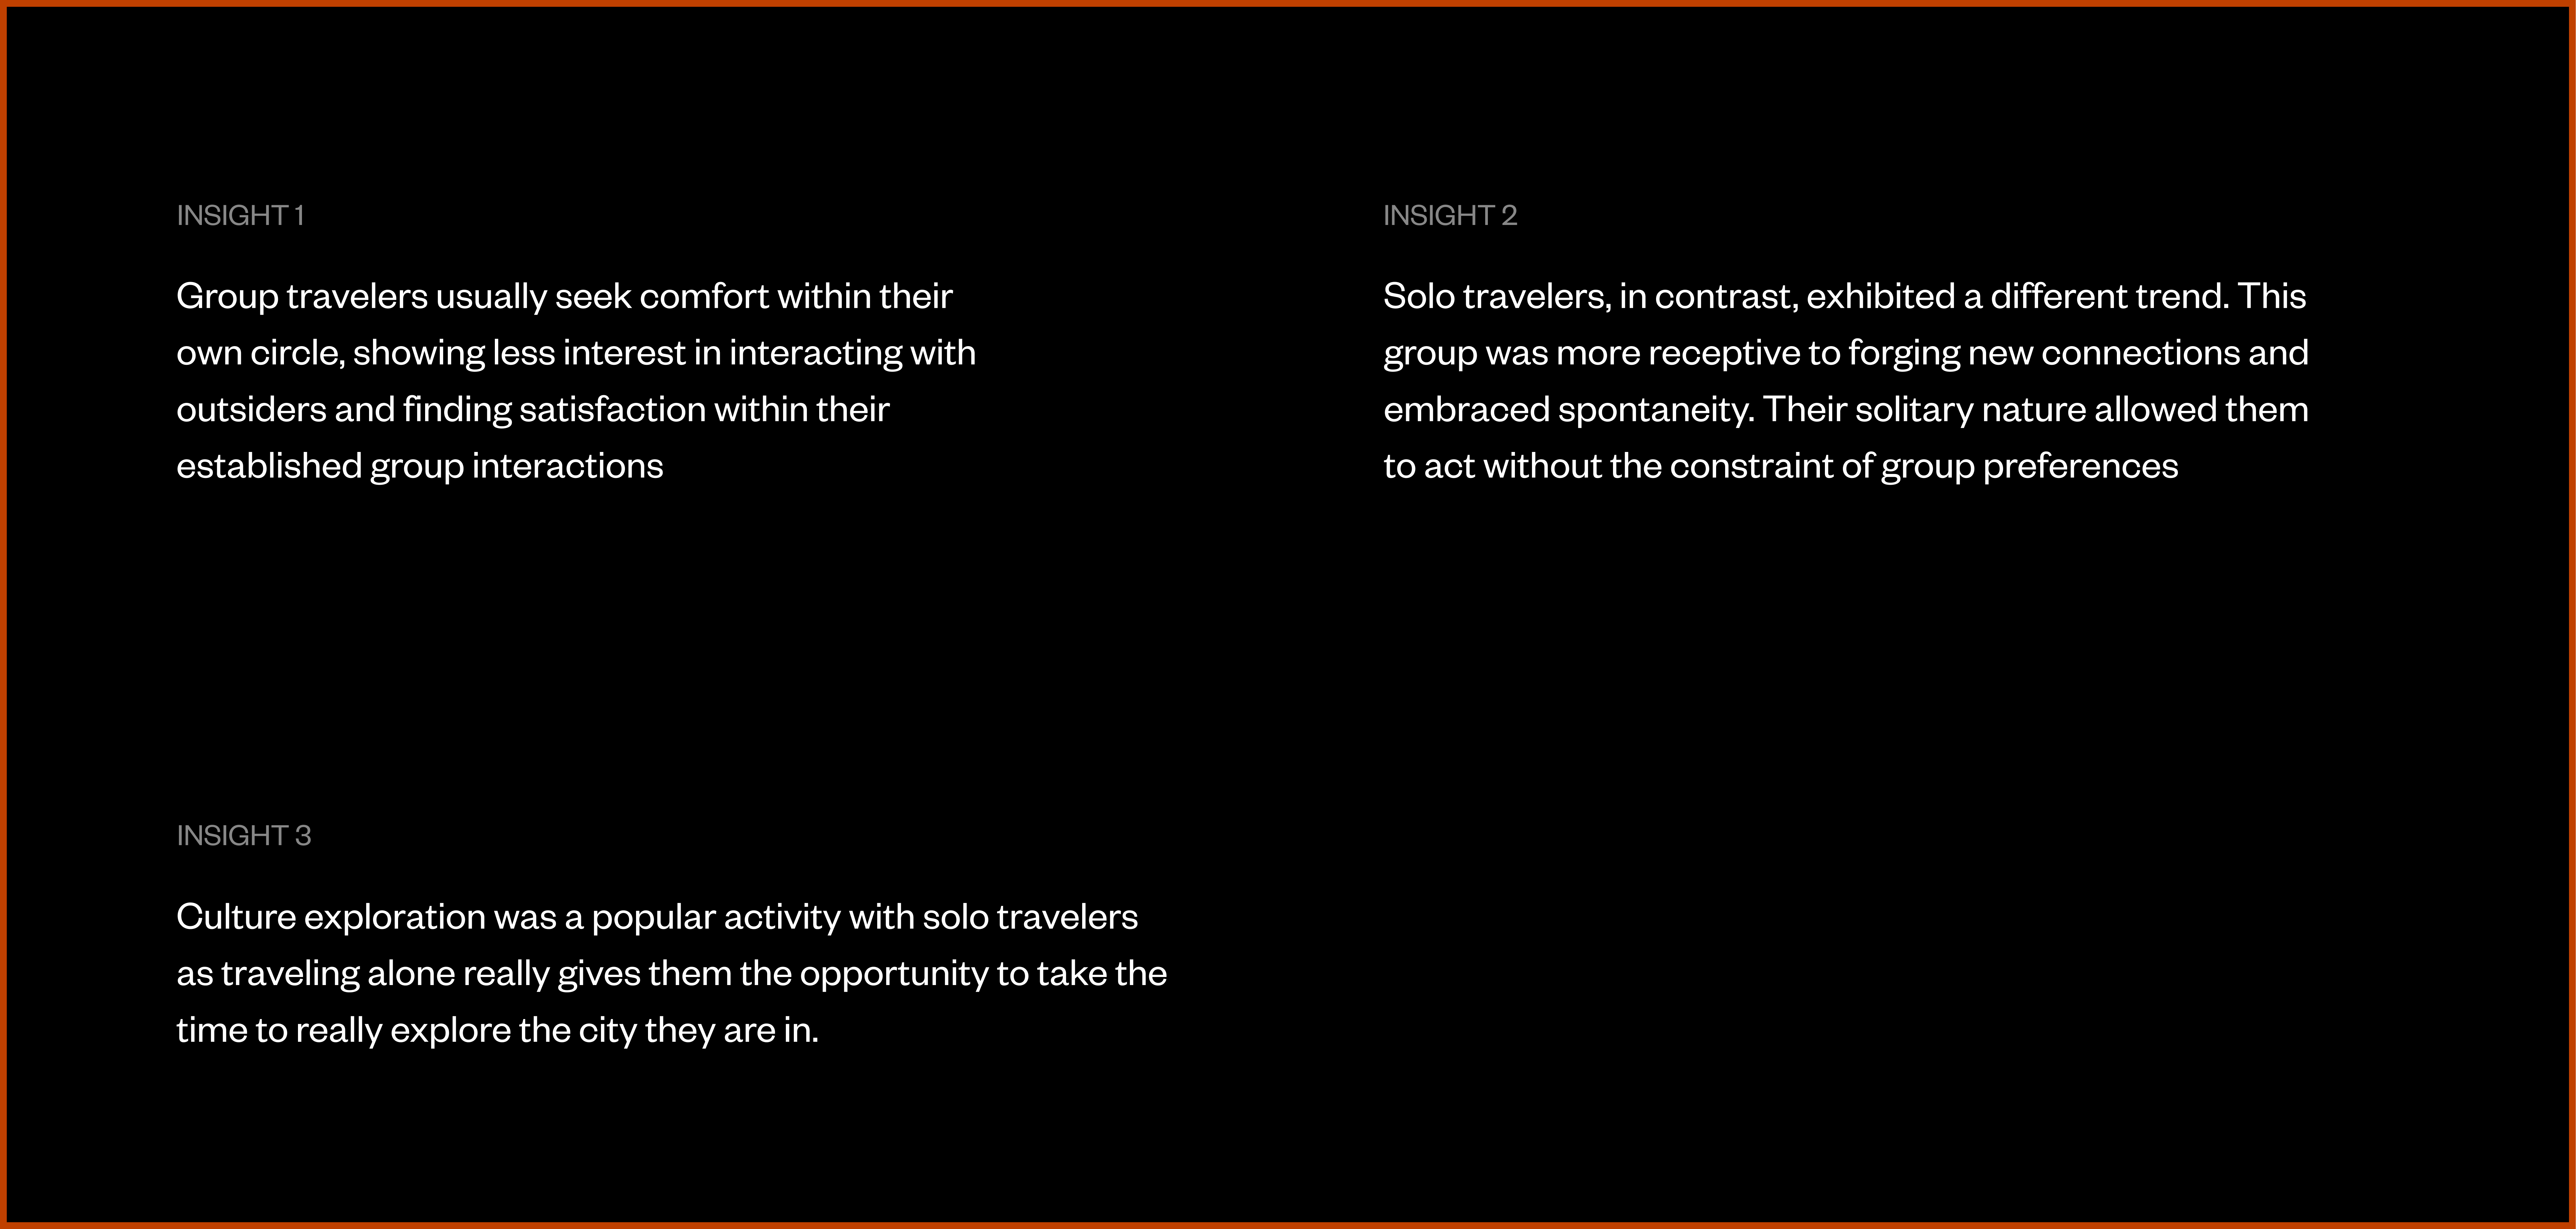 INSIGHT 1
Group travelers usually seek comfort within their
own circle, showing less interest in interacting with
outsiders and finding satisfaction within their
established group interactions
INSIGHT 2
Solo travelers, in contrast, exhibited a different trend. This
group was more receptive to forging new connections and
embraced spontaneity. Their solitary nature allowed them
to act without the constraint of group preferences
INSIGHT 3
Culture exploration was a popular activity with solo travelers
as traveling alone really gives them the opportunity to take the
time to really explore the city they are in.